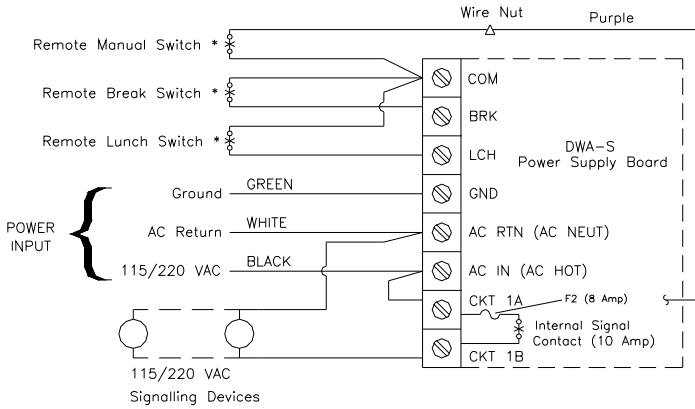 Wire Nut
Purple
Remote Manual Switch *
COM
Remote Break Switch *
BRK
DWA-S
Power Supply Board
Remote Lunch Switch *
LCH
Ground
GREEN
GND
POWER
INPUT
AC Return
WHITE
AC RTN (AC NEUT)
115/220 VAC
BLACK
AC IN (AC HOT)
CKT 1A
F2 (8 Amp)
Internal Signal
Contact (10 Amp)
CKT 1B
115/220 VAC
Signalling Devices